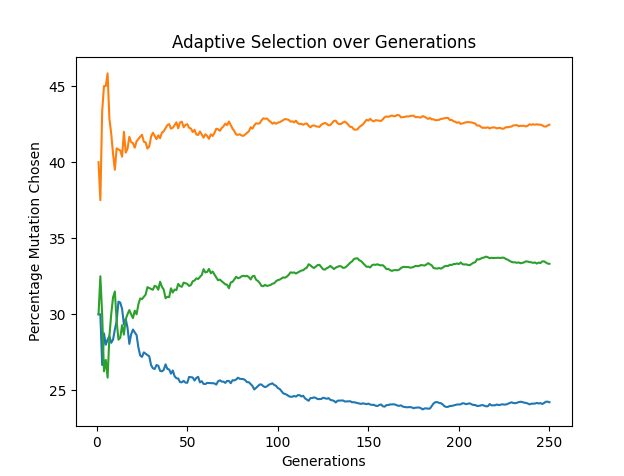 Adaptive Selection over Generations
Percentage Mutation Chosen
45
40
35
30
25
0 50 100 150 200 250
Generations